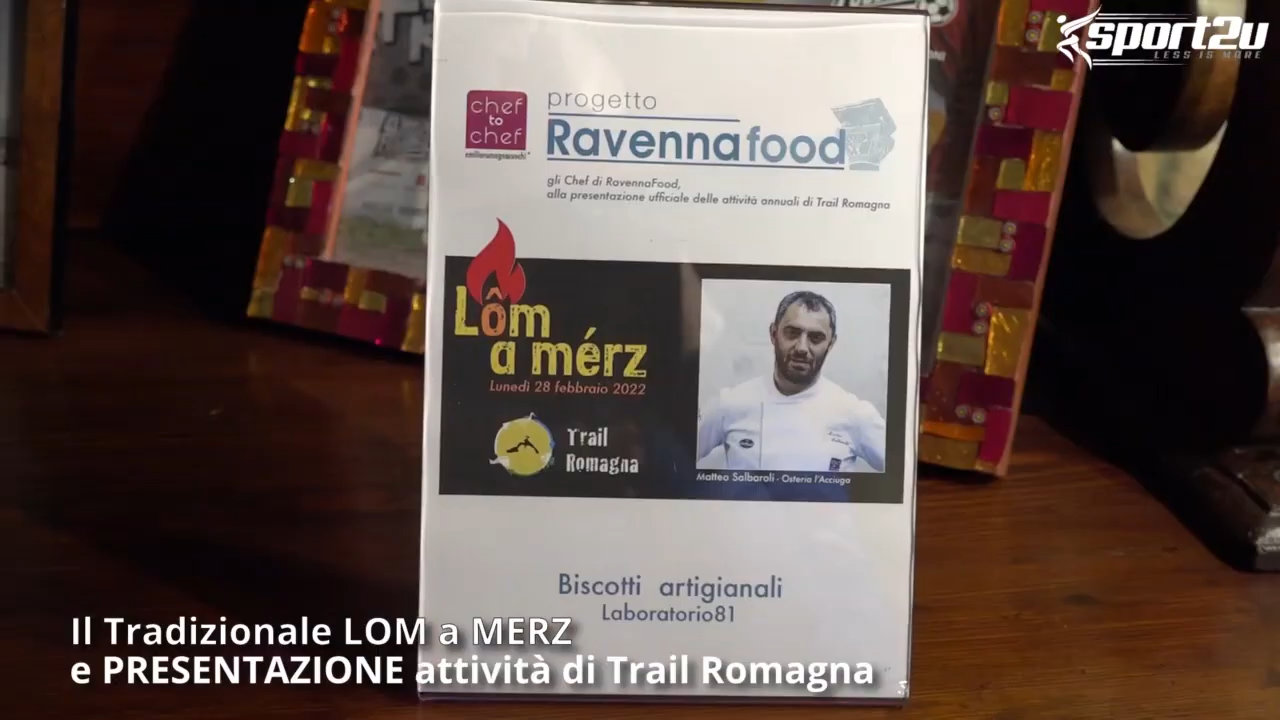 sport2u
LESS IS MORE
chef
to
chef
emiliaromagnacuochi
progetto
Ravennafood
gli Chef di RavennaFood,
alla presentazione ufficiale delle attività annuali di Trail Romagna
Lôm
a mérz
Lunedì 28 febbraio 2022
Trail
Romagna
Matteo Salbaroli - Osteria l'Acciuga
Biscotti artigianali
Laboratorio81
Il Tradizionale LOM a MERZ
e PRESENTAZIONE attività di Trail Romagna